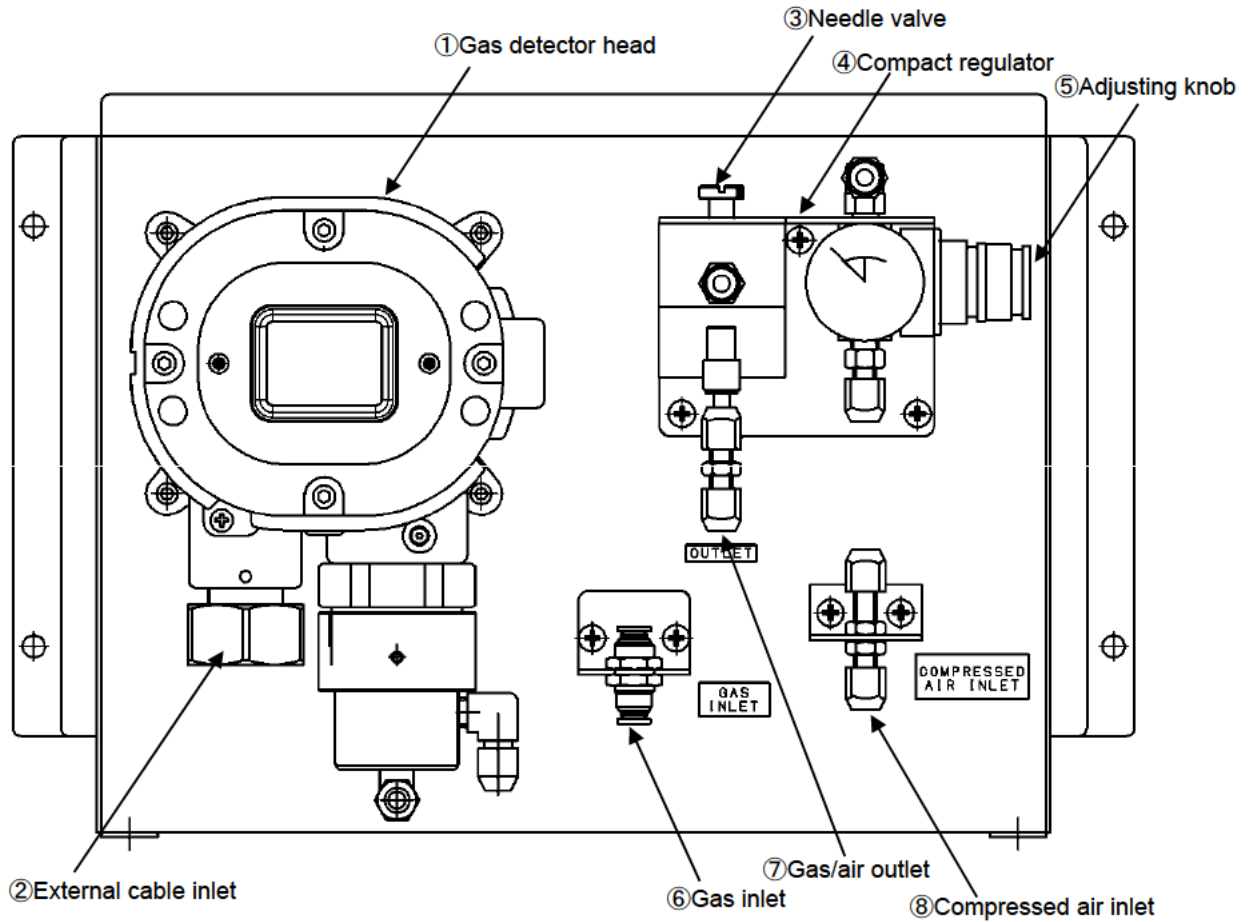 ③Needle valve
①Gas detector head
④Compact regulator
⑤Adjusting knob
OUTLET
COMPRESSED
AIR INLET
GAS
INLET
⑦Gas/air outlet
②External cable inlet
⑥Gas inlet
⑧Compressed air inlet